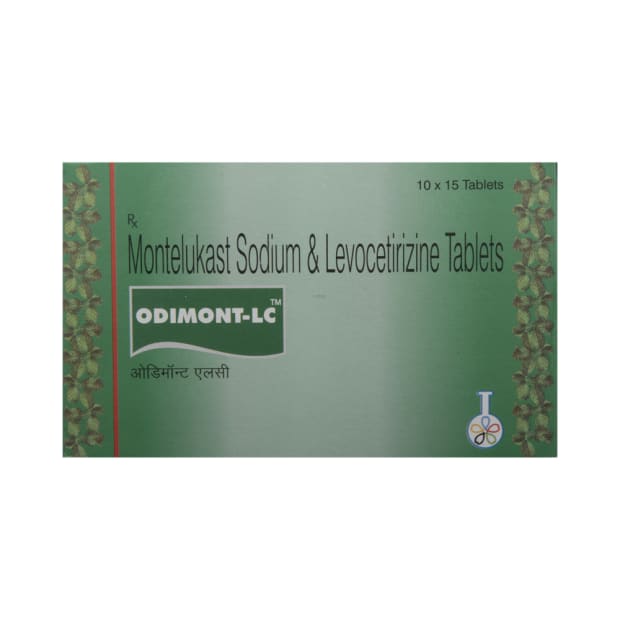 10 x 15 Tablets
Rx
Montelukast Sodium & Levocetirizine Tablets
ODIMONT-LC™
ओडिमॉन्ट एलसी